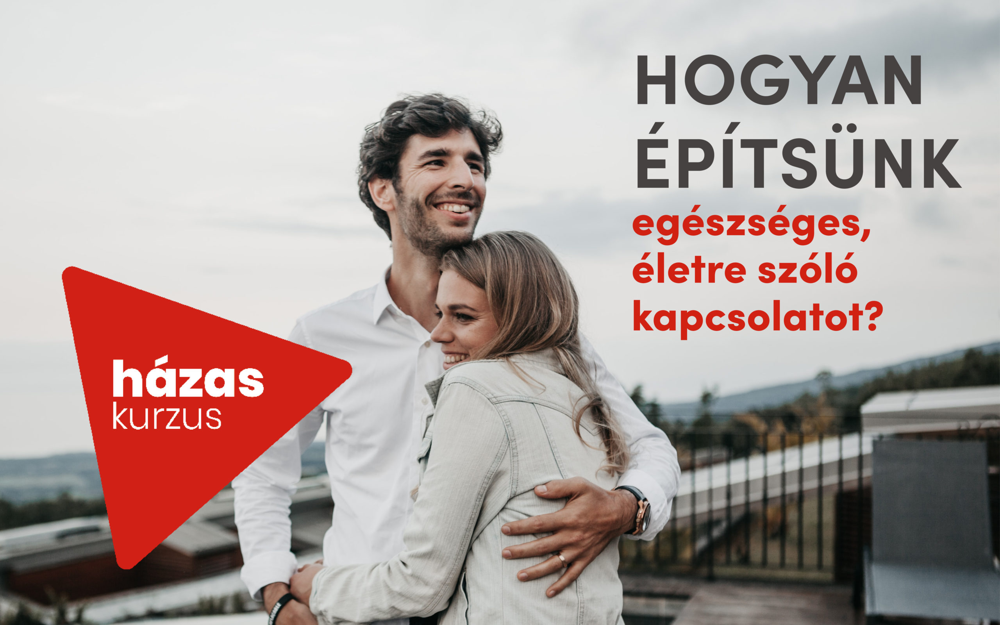 HOGYAN
ÉPÍTSÜNK
egészséges,
életre szóló
kapcsolatot?
házas
kurzus